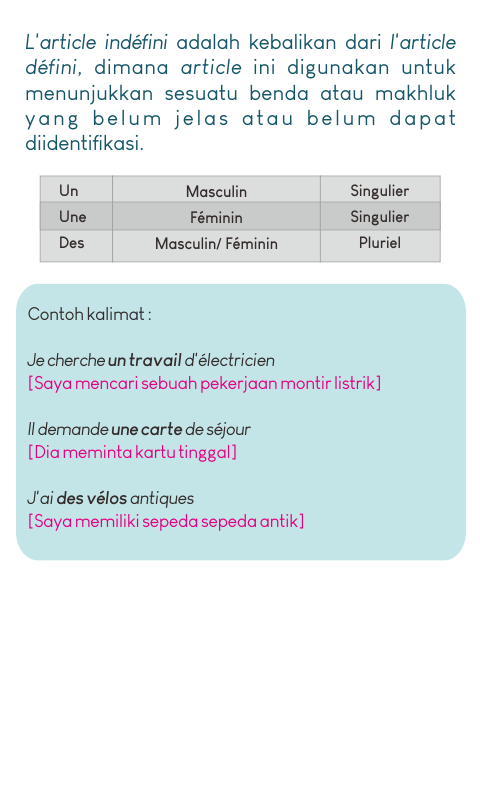 L'article indéfini adalah kebalikan dari l'article
défini, dimana article ini digunakan untuk
menunjukkan sesuatu benda atau makhluk
yang belum jelas atau belum dapat
diidentifikasi.
Un Masculin Singulier
Une Féminin Singulier
Des Masculin/ Féminin Pluriel
Contoh kalimat :
Je cherche un travail d'électricien
[Saya mencari sebuah pekerjaan montir listrik]
Il demande une carte de séjour
[Dia meminta kartu tinggal]
J'ai des vélos antiques
[Saya memiliki sepeda sepeda antik]